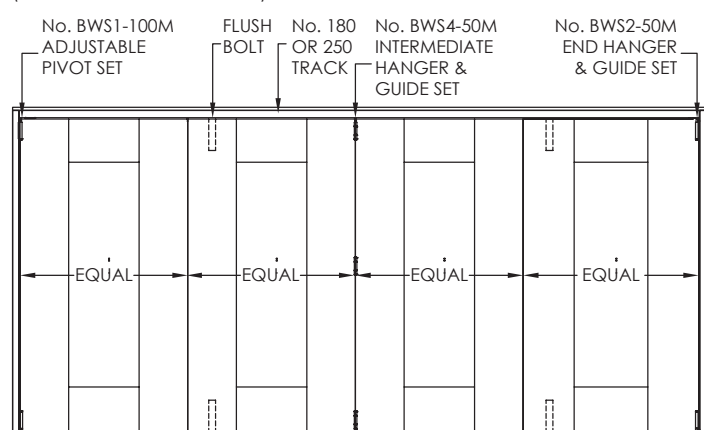 No. BWS1-100M
ADJUSTABLE
PIVOT SET
FLUSH
BOLT
No. 180
OR 250
TRACK
No. BWS4-50M
INTERMEDIATE
HANGER &
GUIDE SET
No. BWS2-50M
END HANGER
& GUIDE SET
EQUAL
EQUAL
EQUAL
EQUAL